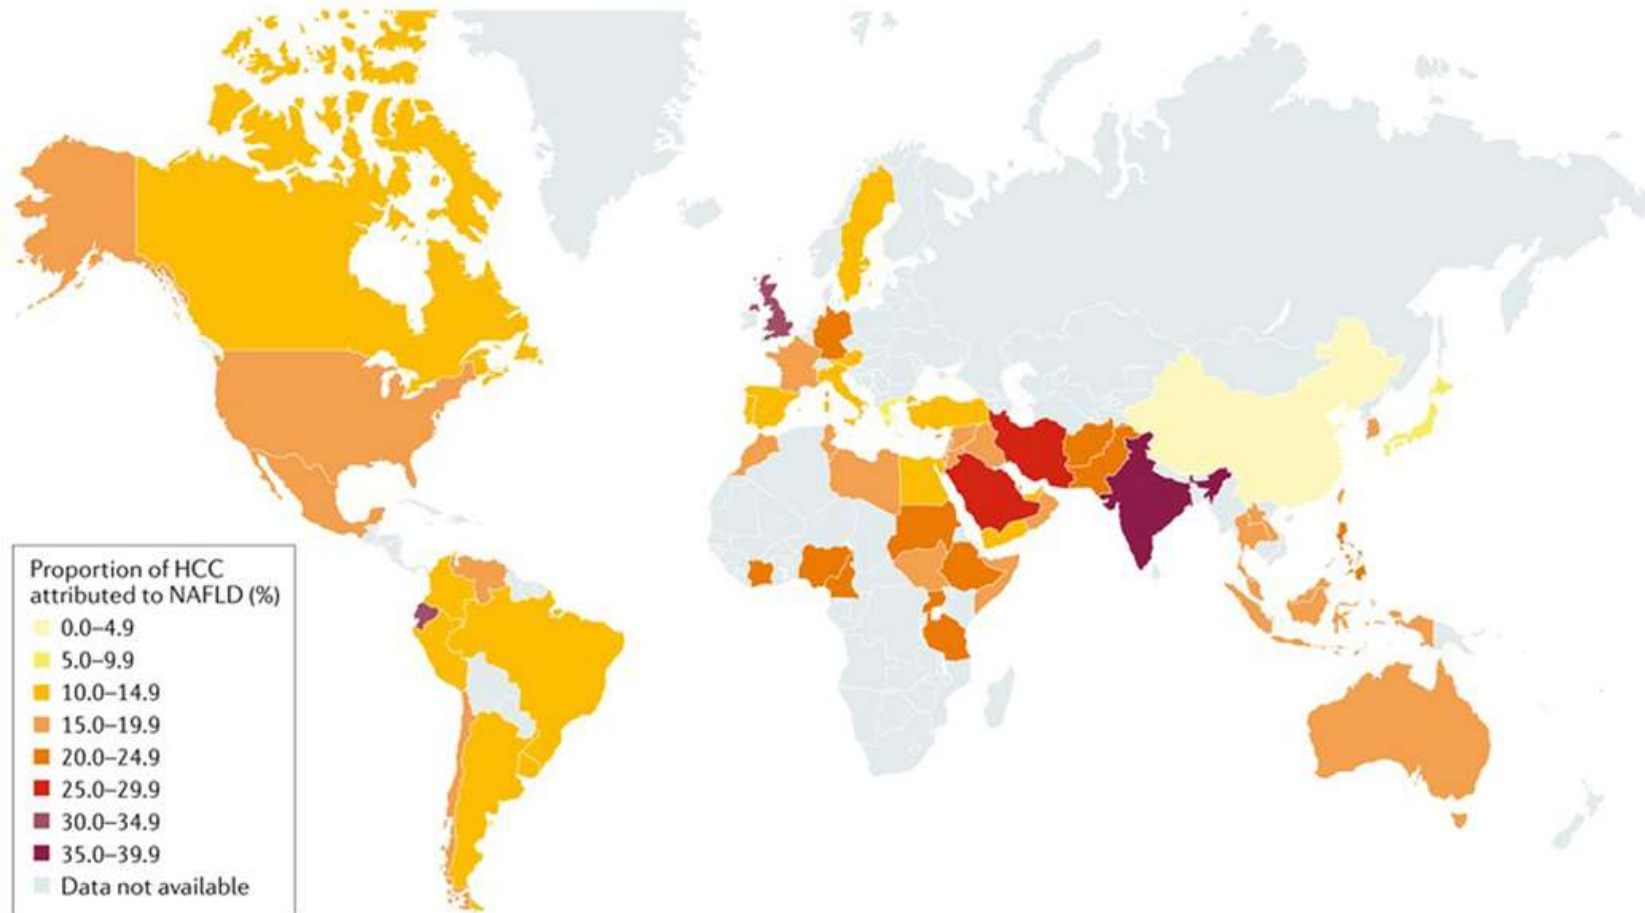 Proportion of HCC
attributed to NAFLD (%)
0.0–4.9
5.0–9.9
10.0–14.9
15.0–19.9
20.0–24.9
25.0–29.9
30.0–34.9
35.0–39.9
Data not available